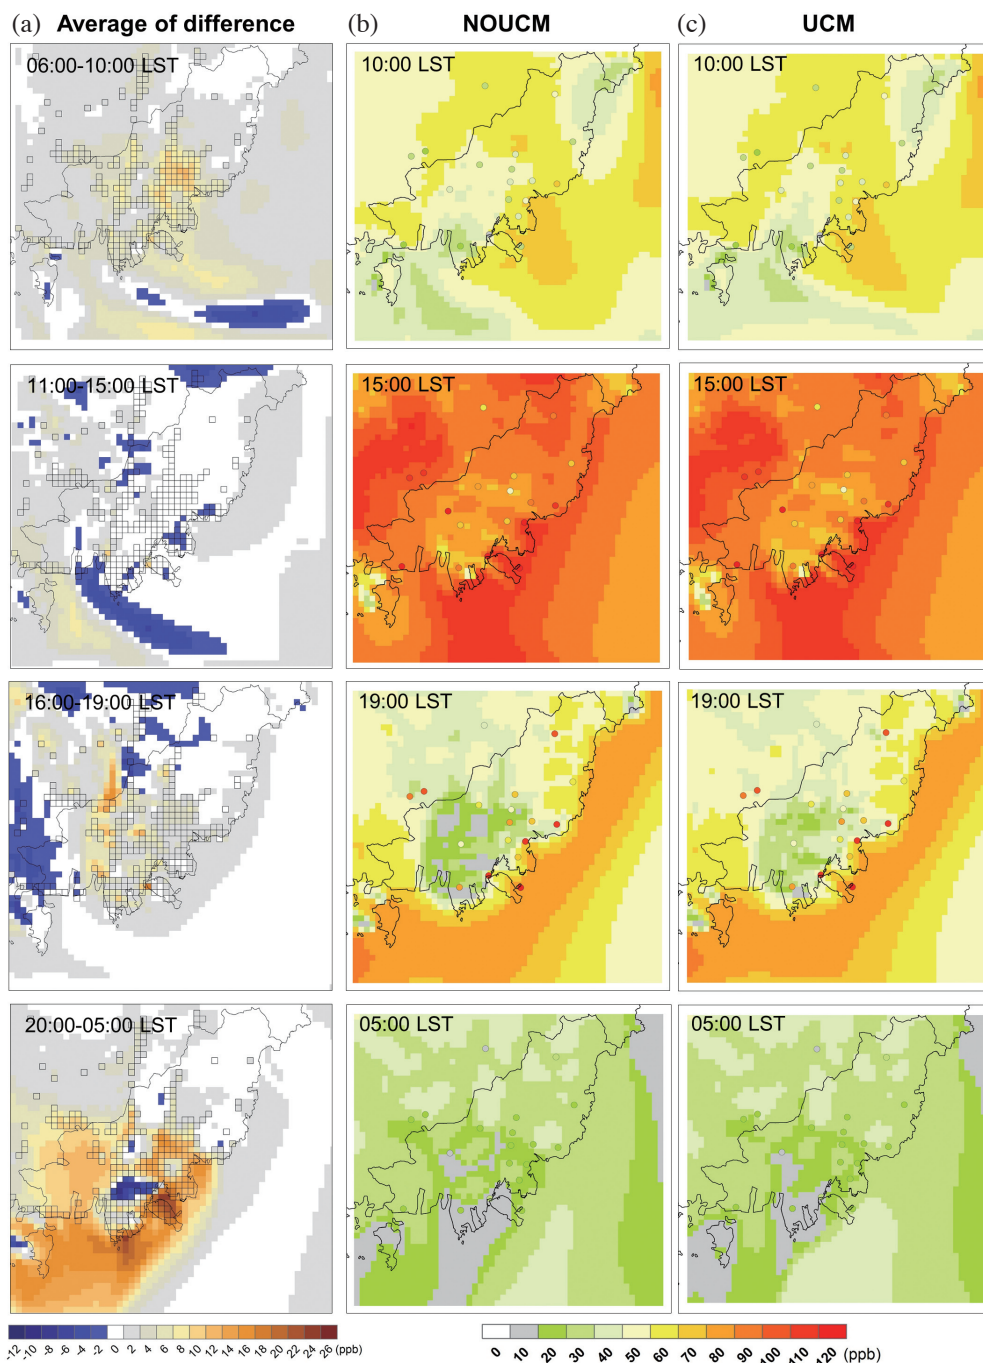 (a) Average of difference (b) NOUCM (c) UCM
06:00-10:00 LST 10:00 LST 10:00 LST
11:00-15:00 LST 15:00 LST 15:00 LST
16:00-19:00 LST 19:00 LST 19:00 LST
20:00-05:00 LST 05:00 LST 05:00 LST
-12 -10 -8 -6 -4 -2 0 2 4 6 8 10 12 14 16 18 20 22 24 26 (ppb)
0 10 20 30 40 50 60 70 80 90 100 110 120 (ppb)